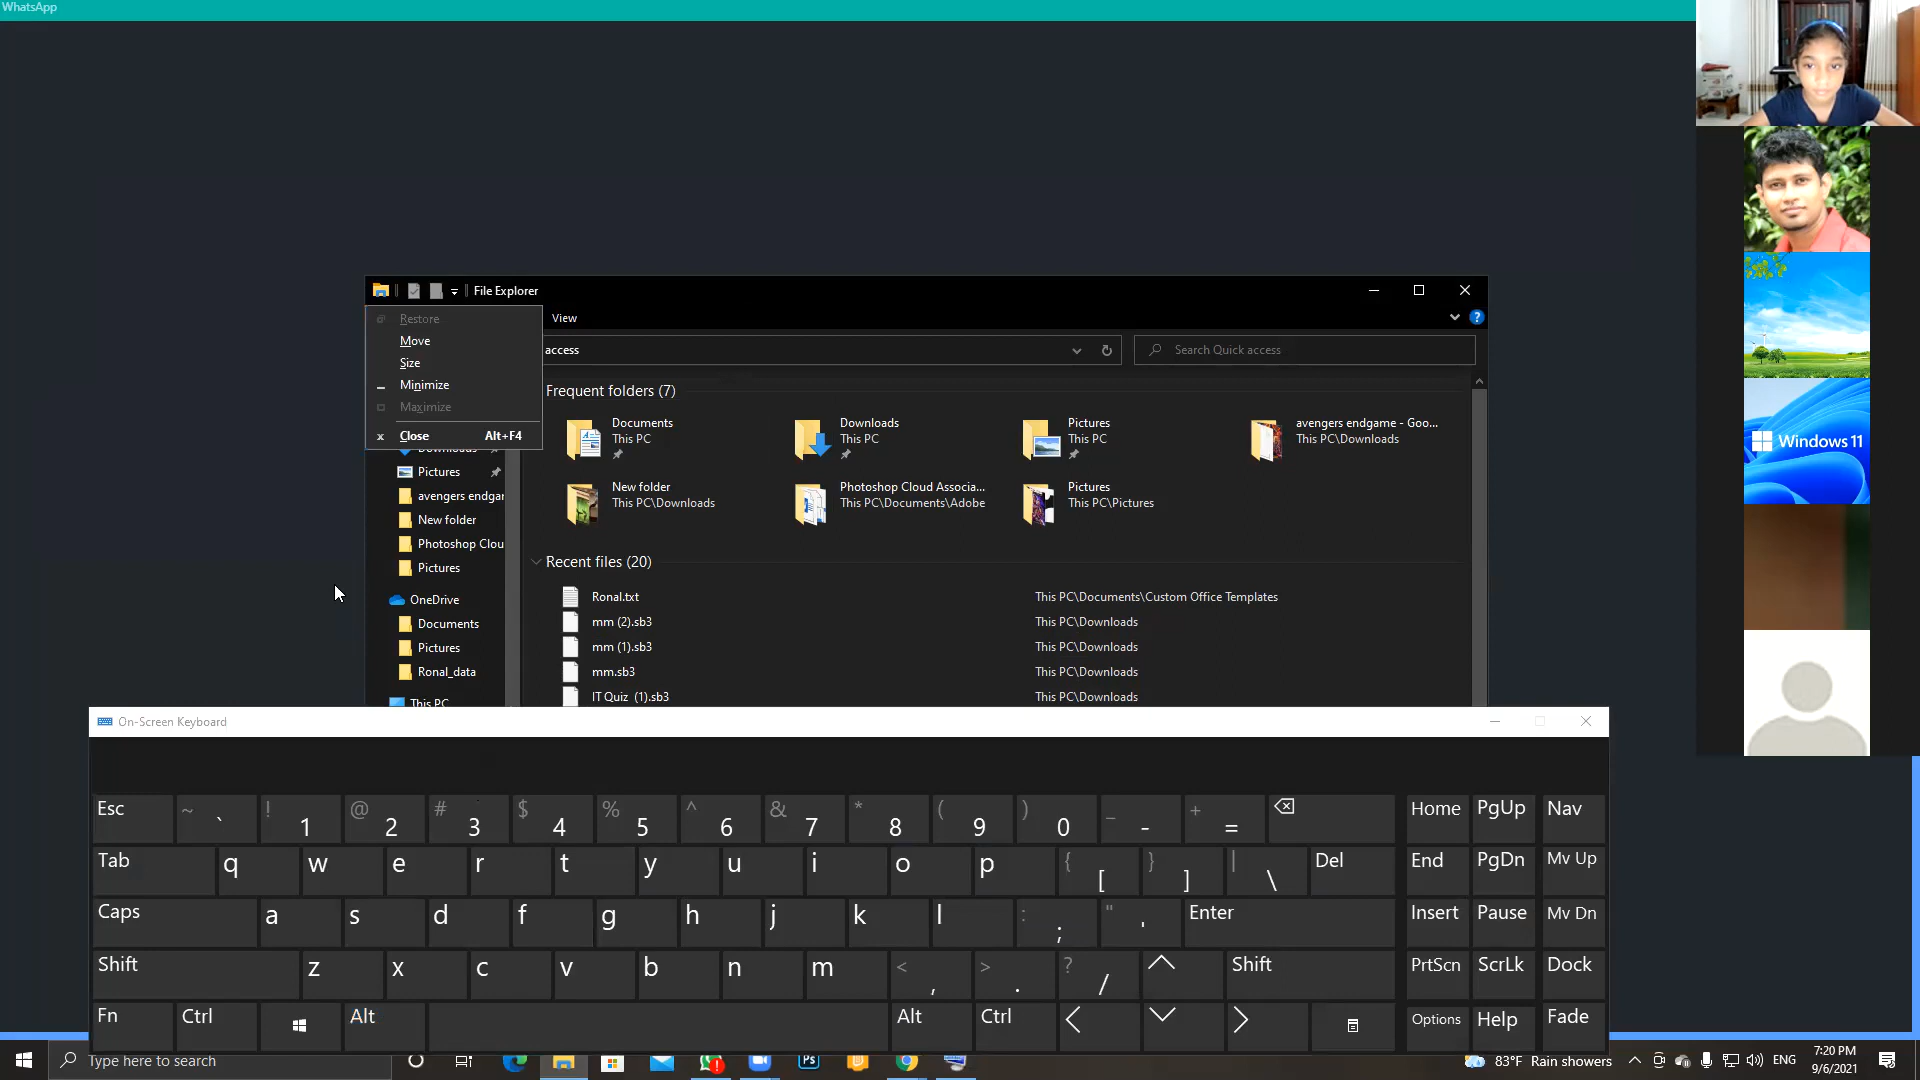 WhatsApp
File Explorer
Restore
Move
Size
Minimize
Maximize
Close Alt+F4
View
access
Search Quick access
Frequent folders (7)
Documents
This PC
Downloads
This PC
Pictures
This PC
avengers endgame - Goo...
This PC\Downloads
New folder
This PC\Downloads
Photoshop Cloud Associa...
This PC\Documents\Adobe
Pictures
This PC\Pictures
Downloads
Pictures
avengers endgar
New folder
Photoshop Clou
Pictures
OneDrive
Documents
Pictures
Ronal_data
This PC
Recent files (20)
Ronal.txt This PC\Documents\Custom Office Templates
mm (2).sb3 This PC\Downloads
mm (1).sb3 This PC\Downloads
mm.sb3 This PC\Downloads
IT Quiz (1).sb3 This PC\Downloads
Windows 11
On-Screen Keyboard
Esc ~ ` ! 1 @ 2 # 3 $ 4 % 5 ^ 6 & 7 * 8 ( 9 ) 0 _ - + = Home PgUp Nav
Tab q w e r t y u i o p { [ } ] | \ Del End PgDn Mv Up
Caps a s d f g h j k l : ; " ' Enter Insert Pause Mv Dn
Shift z x c v b n m < , > . ? / Shift PrtScn ScrLk Dock
Fn Ctrl Alt Alt Ctrl Options Help Fade
Type here to search
Ps
83°F Rain showers
ENG
7:20 PM
9/6/2021